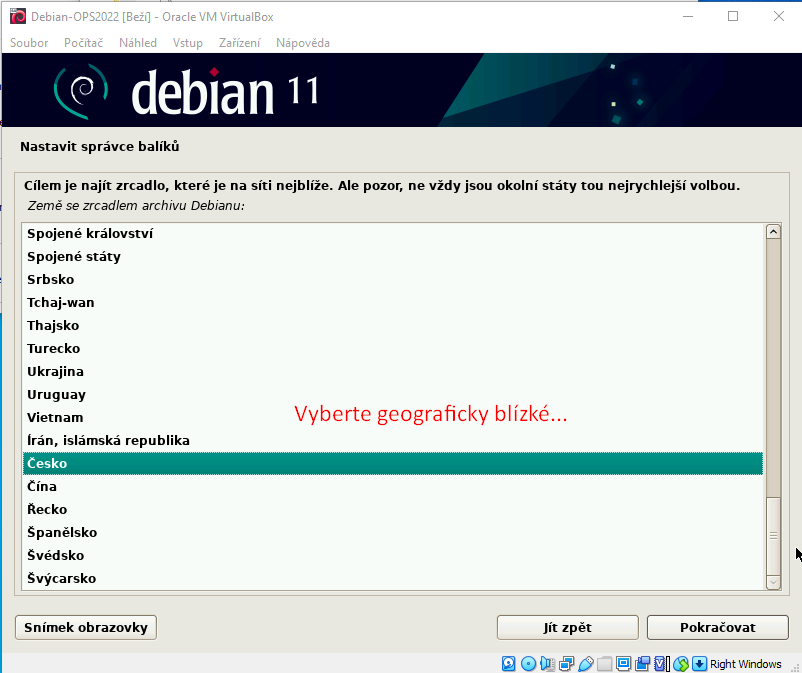 Debian-OPS2022 [Beží] - Oracle VM VirtualBox
Soubor Počítač Náhled Vstup Zařízení Nápověda
debian 11
Nastavit správce balíků
Cílem je najít zrcadlo, které je na síti nejblíže. Ale pozor, ne vždy jsou okolní státy tou nejrychlejší volbou.
Země se zrcadlem archivu Debianu:
Spojené království
Spojené státy
Srbsko
Tchaj-wan
Thajsko
Turecko
Ukrajina
Uruguay
Vyberte geograficky blízké...
Vietnam
Írán, islámská republika
Česko
Čína
Řecko
Španělsko
Švédsko
Švýcarsko
Snímek obrazovky
Jít zpět
Pokračovat
Right Windows